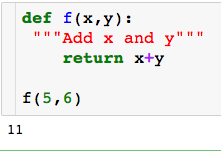 def f(x,y):
 """Add x and y"""
    return x+y

f(5,6)
11